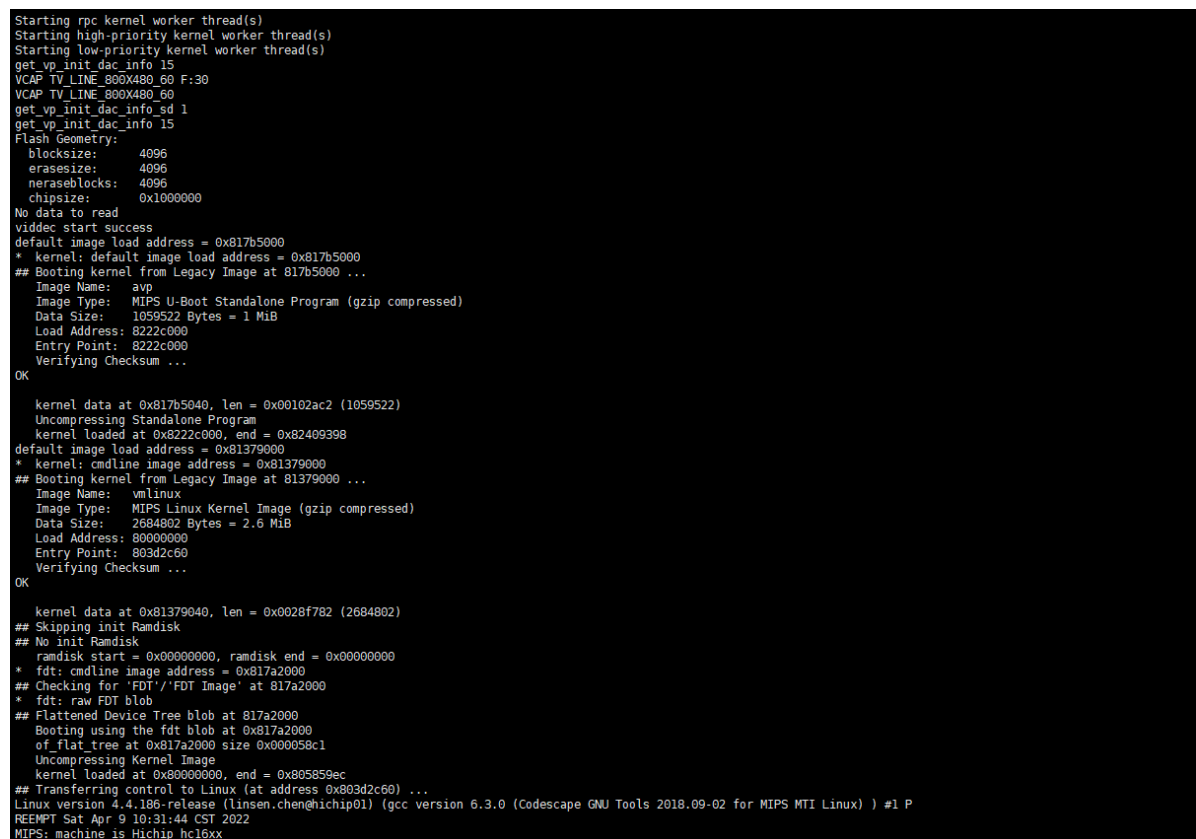 Starting rpc kernel worker thread(s)
Starting high-priority kernel worker thread(s)
Starting low-priority kernel worker thread(s)
get_vp_init_dac_info 15
VCAP TV_LINE_800X480_60 F:30
VCAP TV_LINE_800X480_60
get_vp_init_dac_info_sd 1
get_vp_init_dac_info 15
Flash Geometry:
  blocksize:      4096
  erasesize:      4096
  neraseblocks:   4096
  chipsize:       0x1000000
No data to read
viddec start success
default image load address = 0x817b5000
*  kernel: default image load address = 0x817b5000
## Booting kernel from Legacy Image at 817b5000 ...
   Image Name:   avp
   Image Type:   MIPS U-Boot Standalone Program (gzip compressed)
   Data Size:    1059522 Bytes = 1 MiB
   Load Address: 8222c000
   Entry Point:  8222c000
   Verifying Checksum ...
OK

   kernel data at 0x817b5040, len = 0x00102ac2 (1059522)
   Uncompressing Standalone Program
   kernel loaded at 0x8222c000, end = 0x82409398
default image load address = 0x81379000
*  kernel: cmdline image address = 0x81379000
## Booting kernel from Legacy Image at 81379000 ...
   Image Name:   vmlinux
   Image Type:   MIPS Linux Kernel Image (gzip compressed)
   Data Size:    2684802 Bytes = 2.6 MiB
   Load Address: 80000000
   Entry Point:  803d2c60
   Verifying Checksum ...
OK

   kernel data at 0x81379040, len = 0x0028f782 (2684802)
## Skipping init Ramdisk
## No init Ramdisk
   ramdisk start = 0x00000000, ramdisk end = 0x00000000
*  fdt: cmdline image address = 0x817a2000
## Checking for 'FDT'/'FDT Image' at 817a2000
*  fdt: raw FDT blob
## Flattened Device Tree blob at 817a2000
   Booting using the fdt blob at 0x817a2000
   of_flat_tree at 0x817a2000 size 0x000058c1
   Uncompressing Kernel Image
   kernel loaded at 0x80000000, end = 0x805859ec
## Transferring control to Linux (at address 0x803d2c60) ...
Linux version 4.4.186-release (linsen.chen@hichip01) (gcc version 6.3.0 (Codescape GNU Tools 2018.09-02 for MIPS MTI Linux) ) #1 P
REEMPT Sat Apr 9 10:31:44 CST 2022
MIPS: machine is Hichip hc16xx